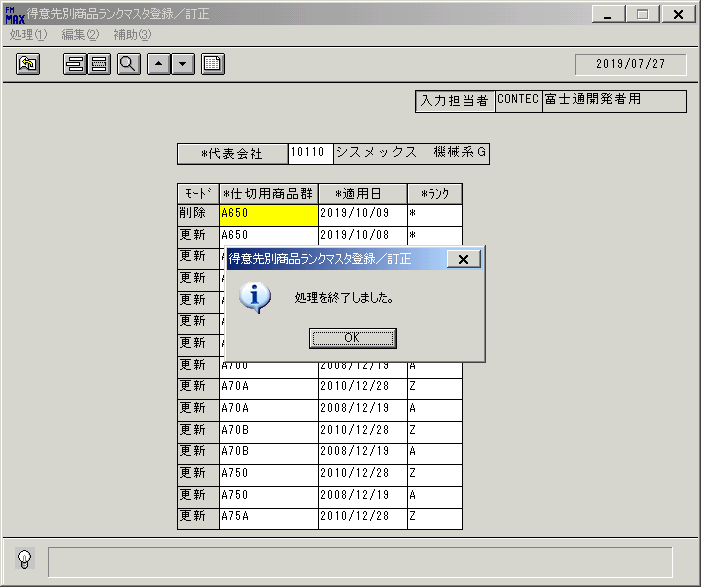 FM MAX 得意先別商品ランクマスタ登録／訂正
処理(1) 編集(2) 補助(3)
2019/07/27
入力担当者 CONTEC 富士通開発者用
*代表会社 10110 シスメックス 機械系G
ﾓｰﾄﾞ *仕切用商品群 *適用日 *ﾗﾝｸ
削除 A650 2019/10/09 *
更新 A650 2019/10/08 *
更新
得意先別商品ランクマスタ登録／訂正
更新
更新
処理を終了しました。
更新
更新
OK
更新
更新 A700 2008/12/19 A
更新 A70A 2010/12/28 Z
更新 A70A 2008/12/19 A
更新 A70B 2010/12/28 Z
更新 A70B 2008/12/19 A
更新 A750 2010/12/28 Z
更新 A750 2008/12/19 A
更新 A75A 2010/12/28 Z